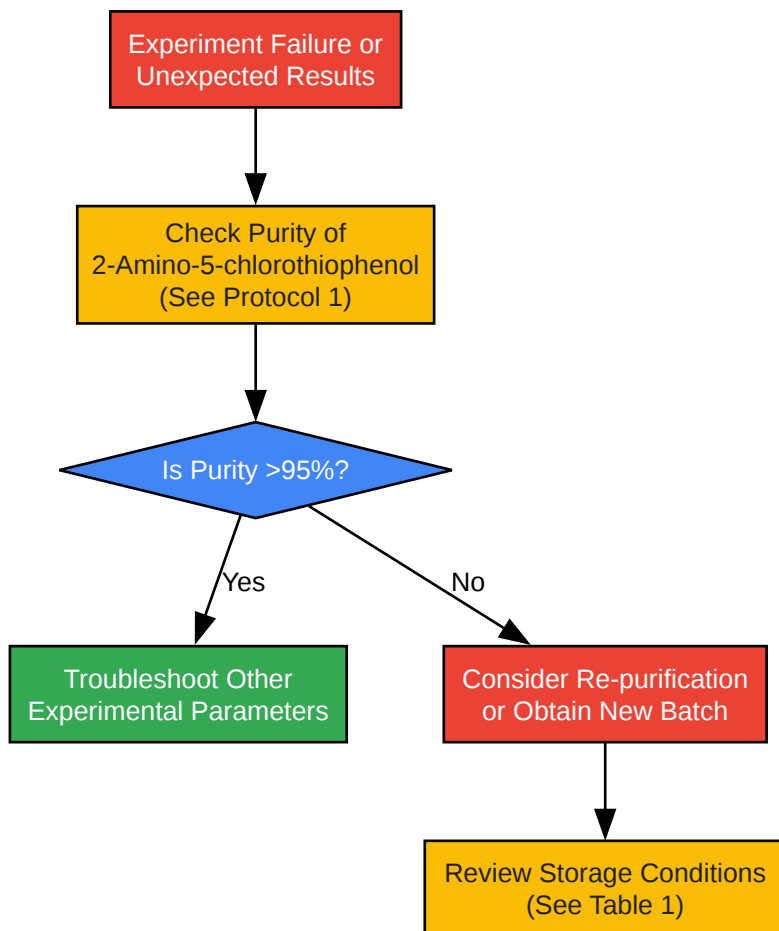 Experiment Failure or
Unexpected Results
Check Purity of
2-Amino-5-chlorothiophenol
(See Protocol 1)
Is Purity >95%?
Yes
No
Troubleshoot Other
Experimental Parameters
Consider Re-purification
or Obtain New Batch
Review Storage Conditions
(See Table 1)